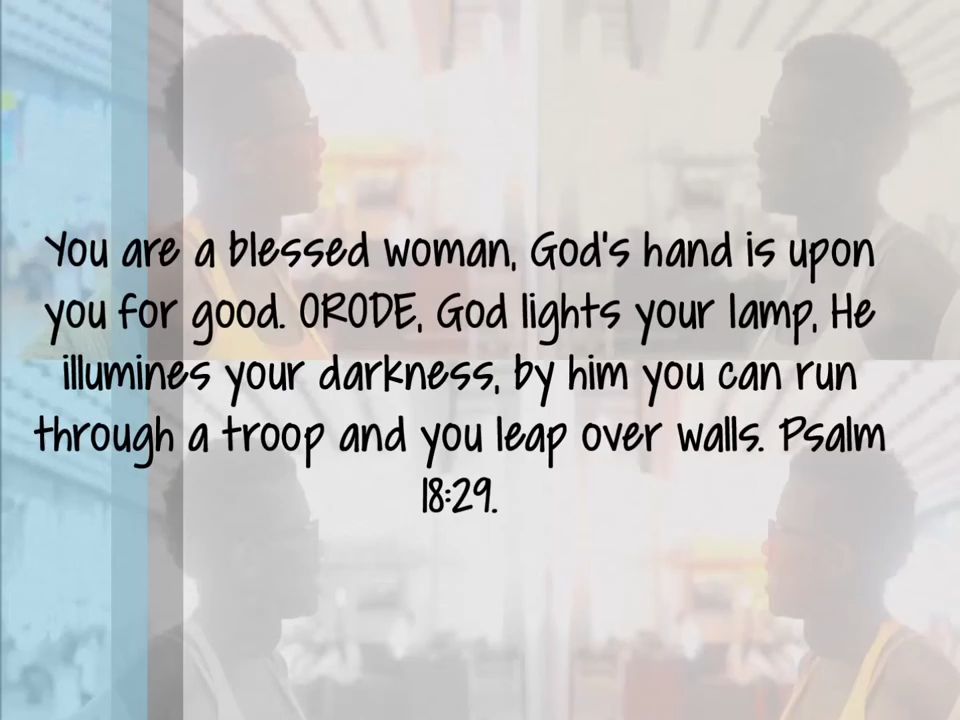 You are a blessed woman, God's hand is upon
you for good. ORODE, God lights your lamp, He
illumines your darkness, by him you can run
through a troop and you leap over walls. Psalm
18:29.